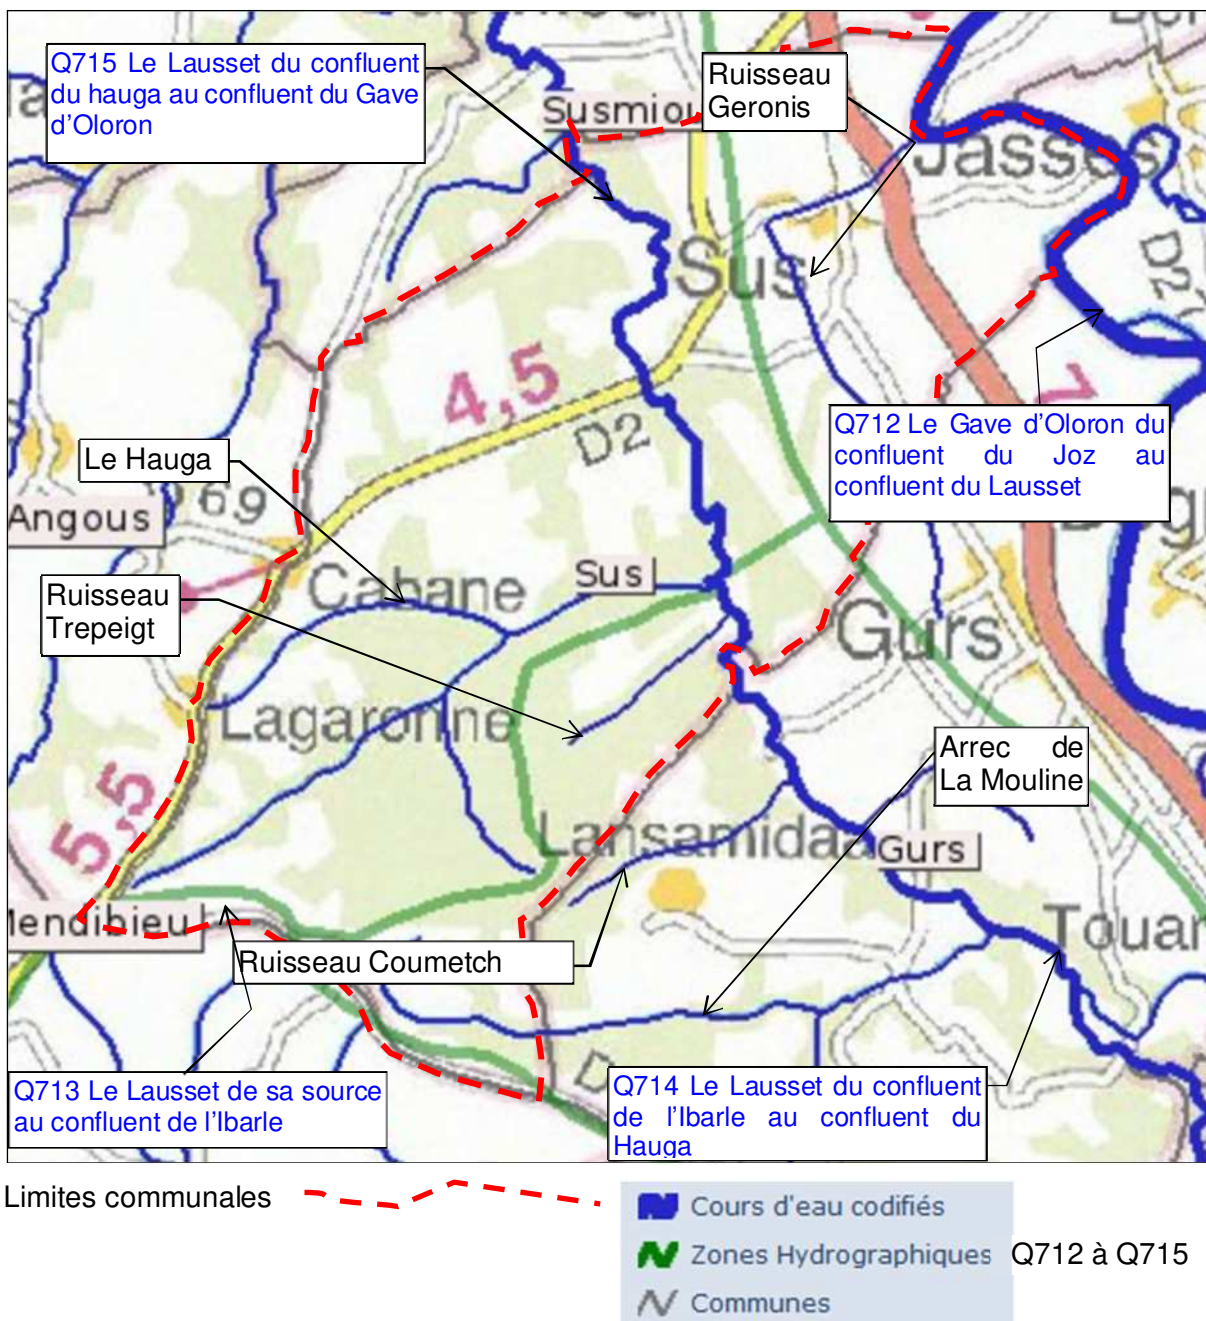 Q715 Le Lausset du confluent
du hauga au confluent du Gave
d'Oloron
Susmiou
Ruisseau
Geronis
Jasses
Sus
D2
4,5
D2
Q712 Le Gave d'Oloron du
confluent du Joz au
confluent du Lausset
Le Hauga
69
Angous
Cabane
Sus
Ruisseau
Trepeigt
Gurs
Lagaronne
Arrec de
La Mouline
5,5
Lansamidaa
Gurs
Mendibieu
Touar
Ruisseau Coumetch
D
Q713 Le Lausset de sa source
au confluent de l'Ibarle
Q714 Le Lausset du confluent
de l'Ibarle au confluent du
Hauga
Limites communales
Cours d'eau codifiés
Zones Hydrographiques Q712 à Q715
Communes